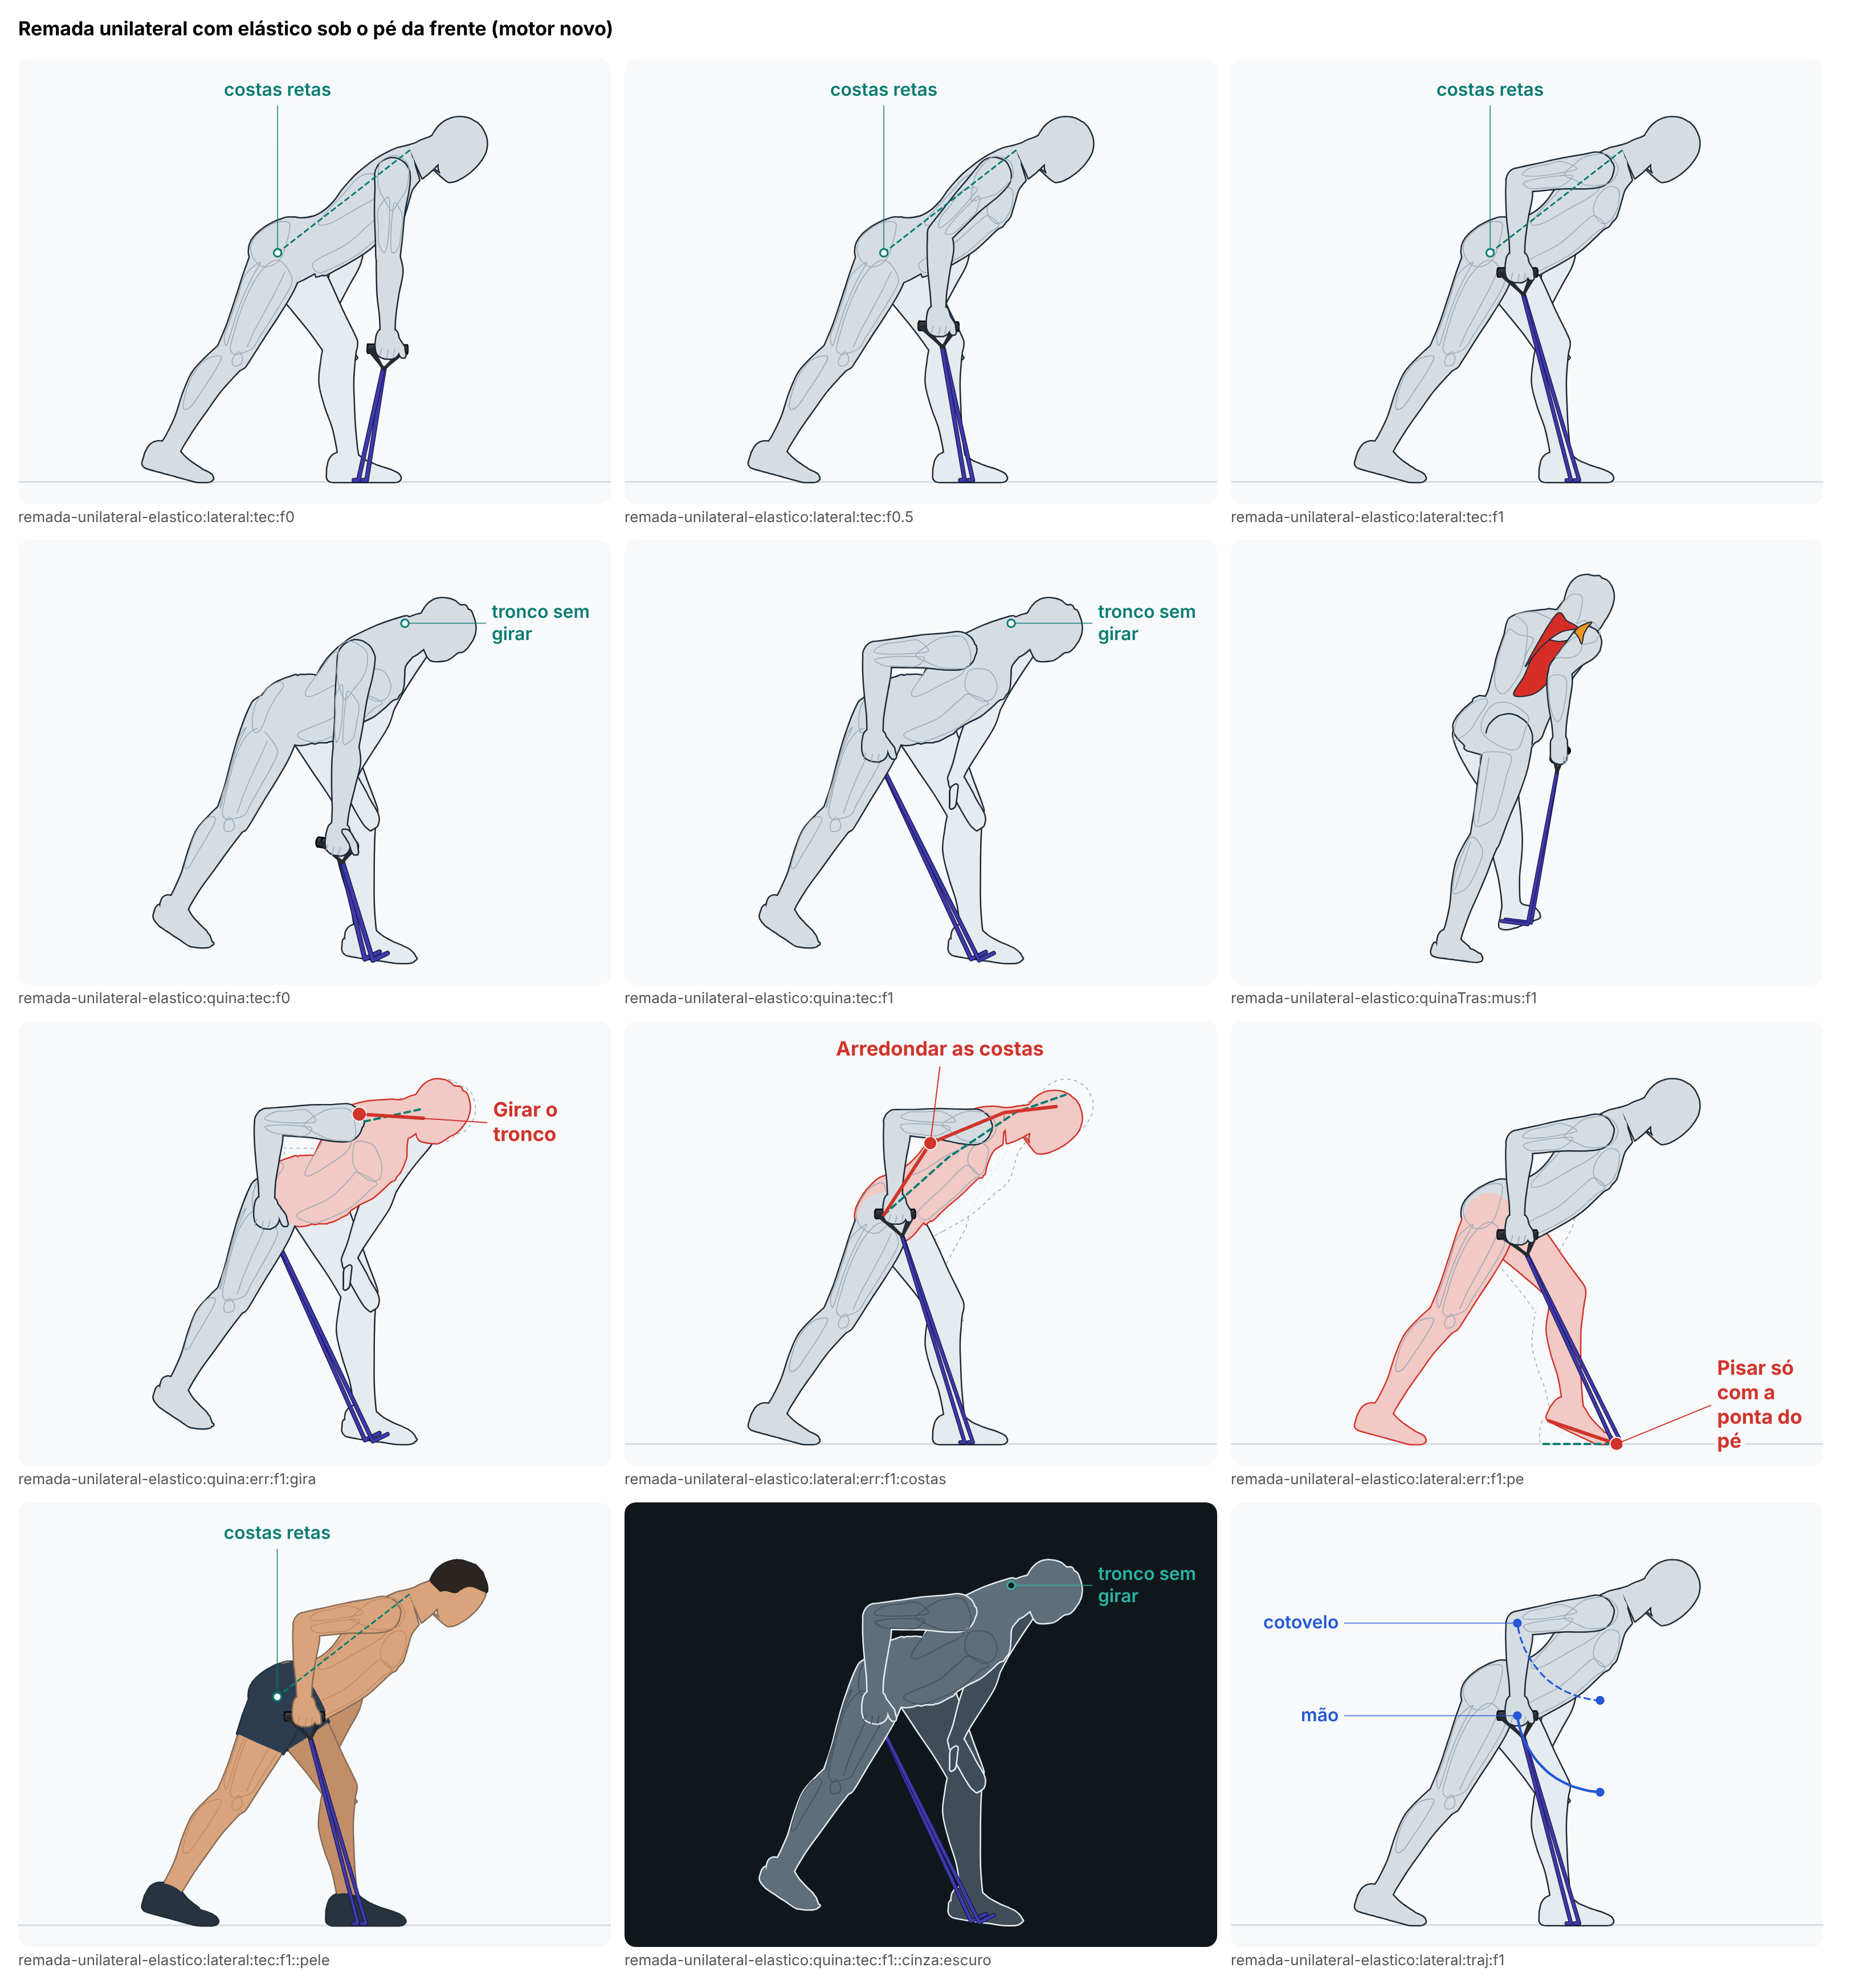 Remada unilateral com elástico sob o pé da frente (motor novo)
costas retas
costas retas
costas retas
remada-unilateral-elastico:lateral:tec:f0
remada-unilateral-elastico:lateral:tec:f0.5
remada-unilateral-elastico:lateral:tec:f1
tronco sem
girar
tronco sem
girar
remada-unilateral-elastico:quina:tec:f0
remada-unilateral-elastico:quina:tec:f1
remada-unilateral-elastico:quinaTras:mus:f1
Girar o
tronco
Arredondar as costas
Pisar só
com a
ponta do
pé
remada-unilateral-elastico:quina:err:f1:gira
remada-unilateral-elastico:lateral:err:f1:costas
remada-unilateral-elastico:lateral:err:f1:pe
costas retas
tronco sem
girar
cotovelo
mão
remada-unilateral-elastico:lateral:tec:f1::pele
remada-unilateral-elastico:quina:tec:f1::cinza:escuro
remada-unilateral-elastico:lateral:traj:f1